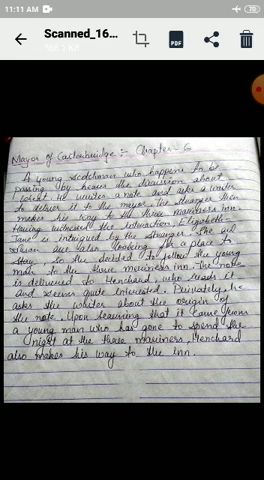 11:11 AM
70
Scanned_16...
PDF
Mayor of Casterbridge :- Chapter 6
A young Scotchman who happens to be
passing by hears the discussion about
wheat. He writes a note and asks a waiter
to deliver it to the mayor. The stranger then
makes his way to the three mariners inn.
Having witnessed the interaction, Elizabeth
Jane is intrigued by the stranger. The girl
are also looking for a place to
stay, so the decided to follow the young
man to the three mariners inn. The note
is delivered to Henchard, who reads it
and seems quite interested. Privately, he
asks the waiter about the origin of
the note. Upon learning that it came from
a young man who has gone to spend the
night at the three mariners, Henchard
also makes his way to the inn.